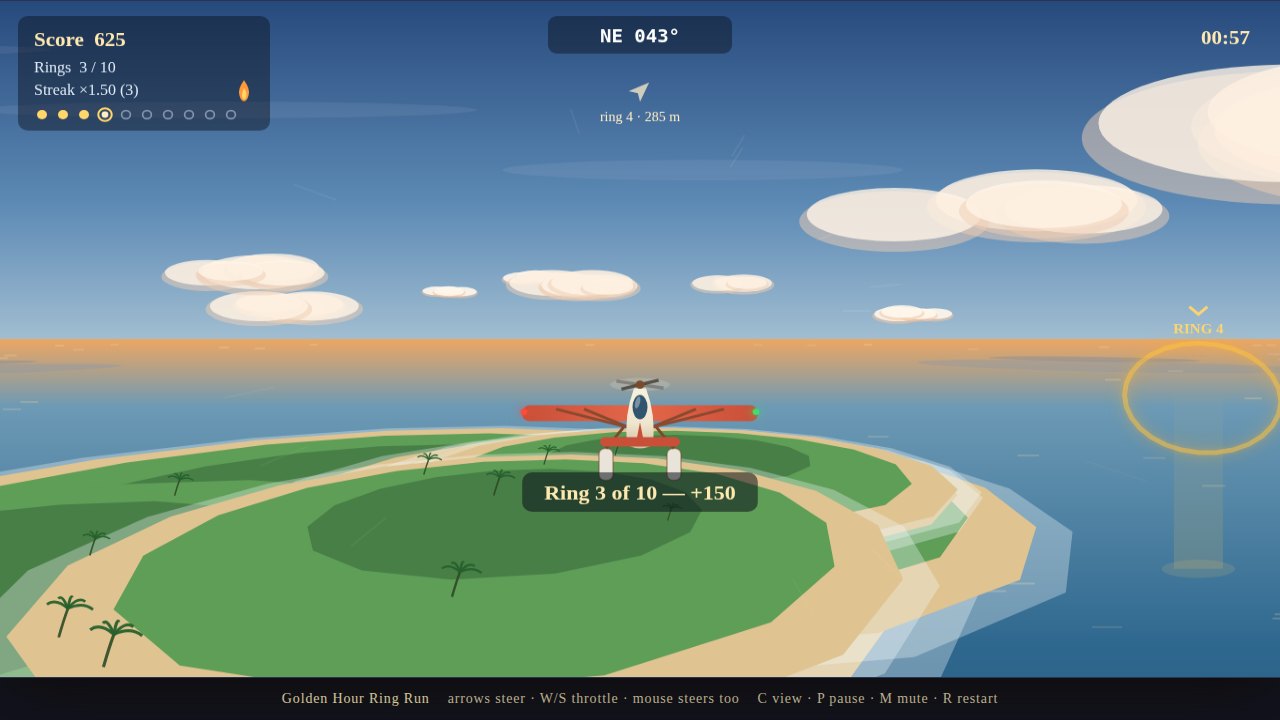 Score 625
Rings 3 / 10
Streak ×1.50 (3)
NE 043°
ring 4 · 285 m
00:57
RING 4
Ring 3 of 10 — +150
Golden Hour Ring Run arrows steer · W/S throttle · mouse steers too C view · P pause · M mute · R restart